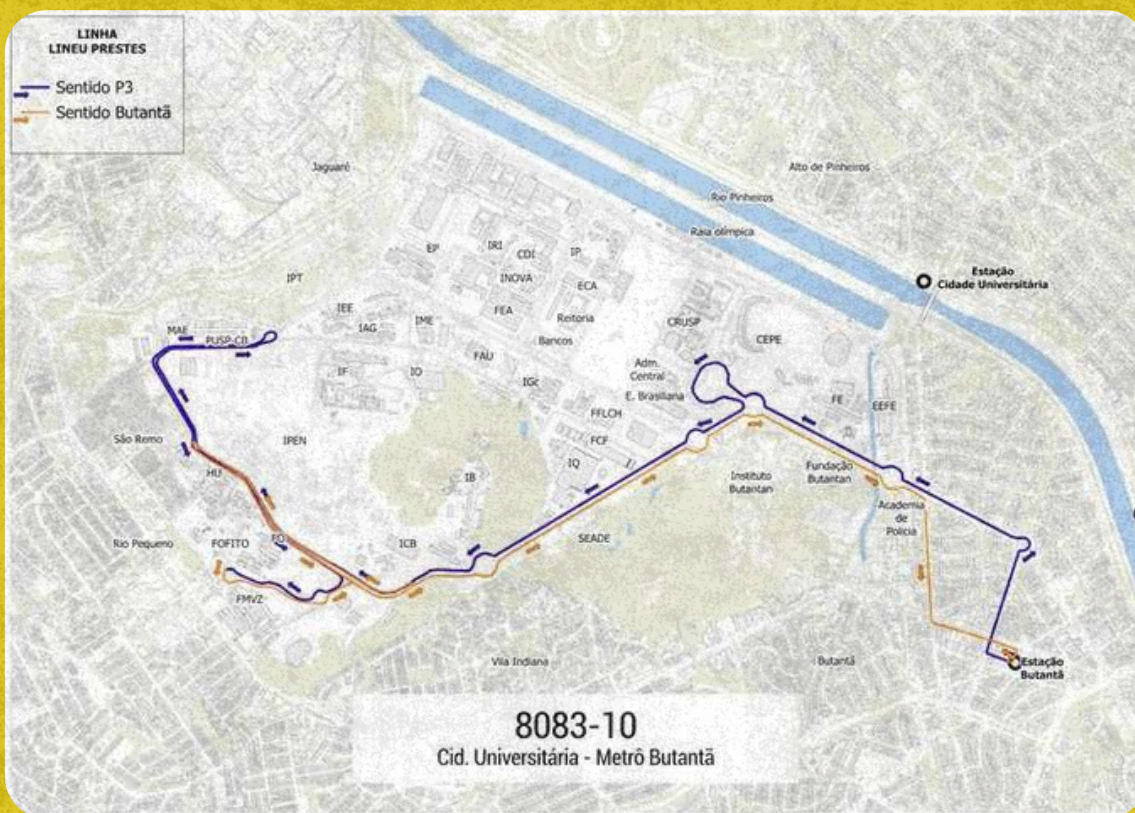 LINHA
LINEU PRESTES
Sentido P3
Sentido Butantã
Jaguaré
Alto de Pinheiros
Rio Pinheiros
Raia olímpica
Estação
Cidade Universitária
EP
IRI
CDI
IP
IPT
INOVA
ECA
IEE
FEA
Reitoria
IAG
IME
CRUSP
MAE
PUSP-CB
Bancos
CEPE
FAU
Adm.
Central
IF
IO
IGc
E. Brasiliana
FE
EEFE
FFLCH
São Remo
IPEN
FCF
HU
IQ
IB
Instituto
Butantan
Fundação
Butantan
Academia
de
Polícia
Rio Pequeno
FOFITO
FO
ICB
SEADE
FMVZ
Vila Indiana
Butantã
Estação
Butantã
8083-10
Cid. Universitária - Metrô Butantã